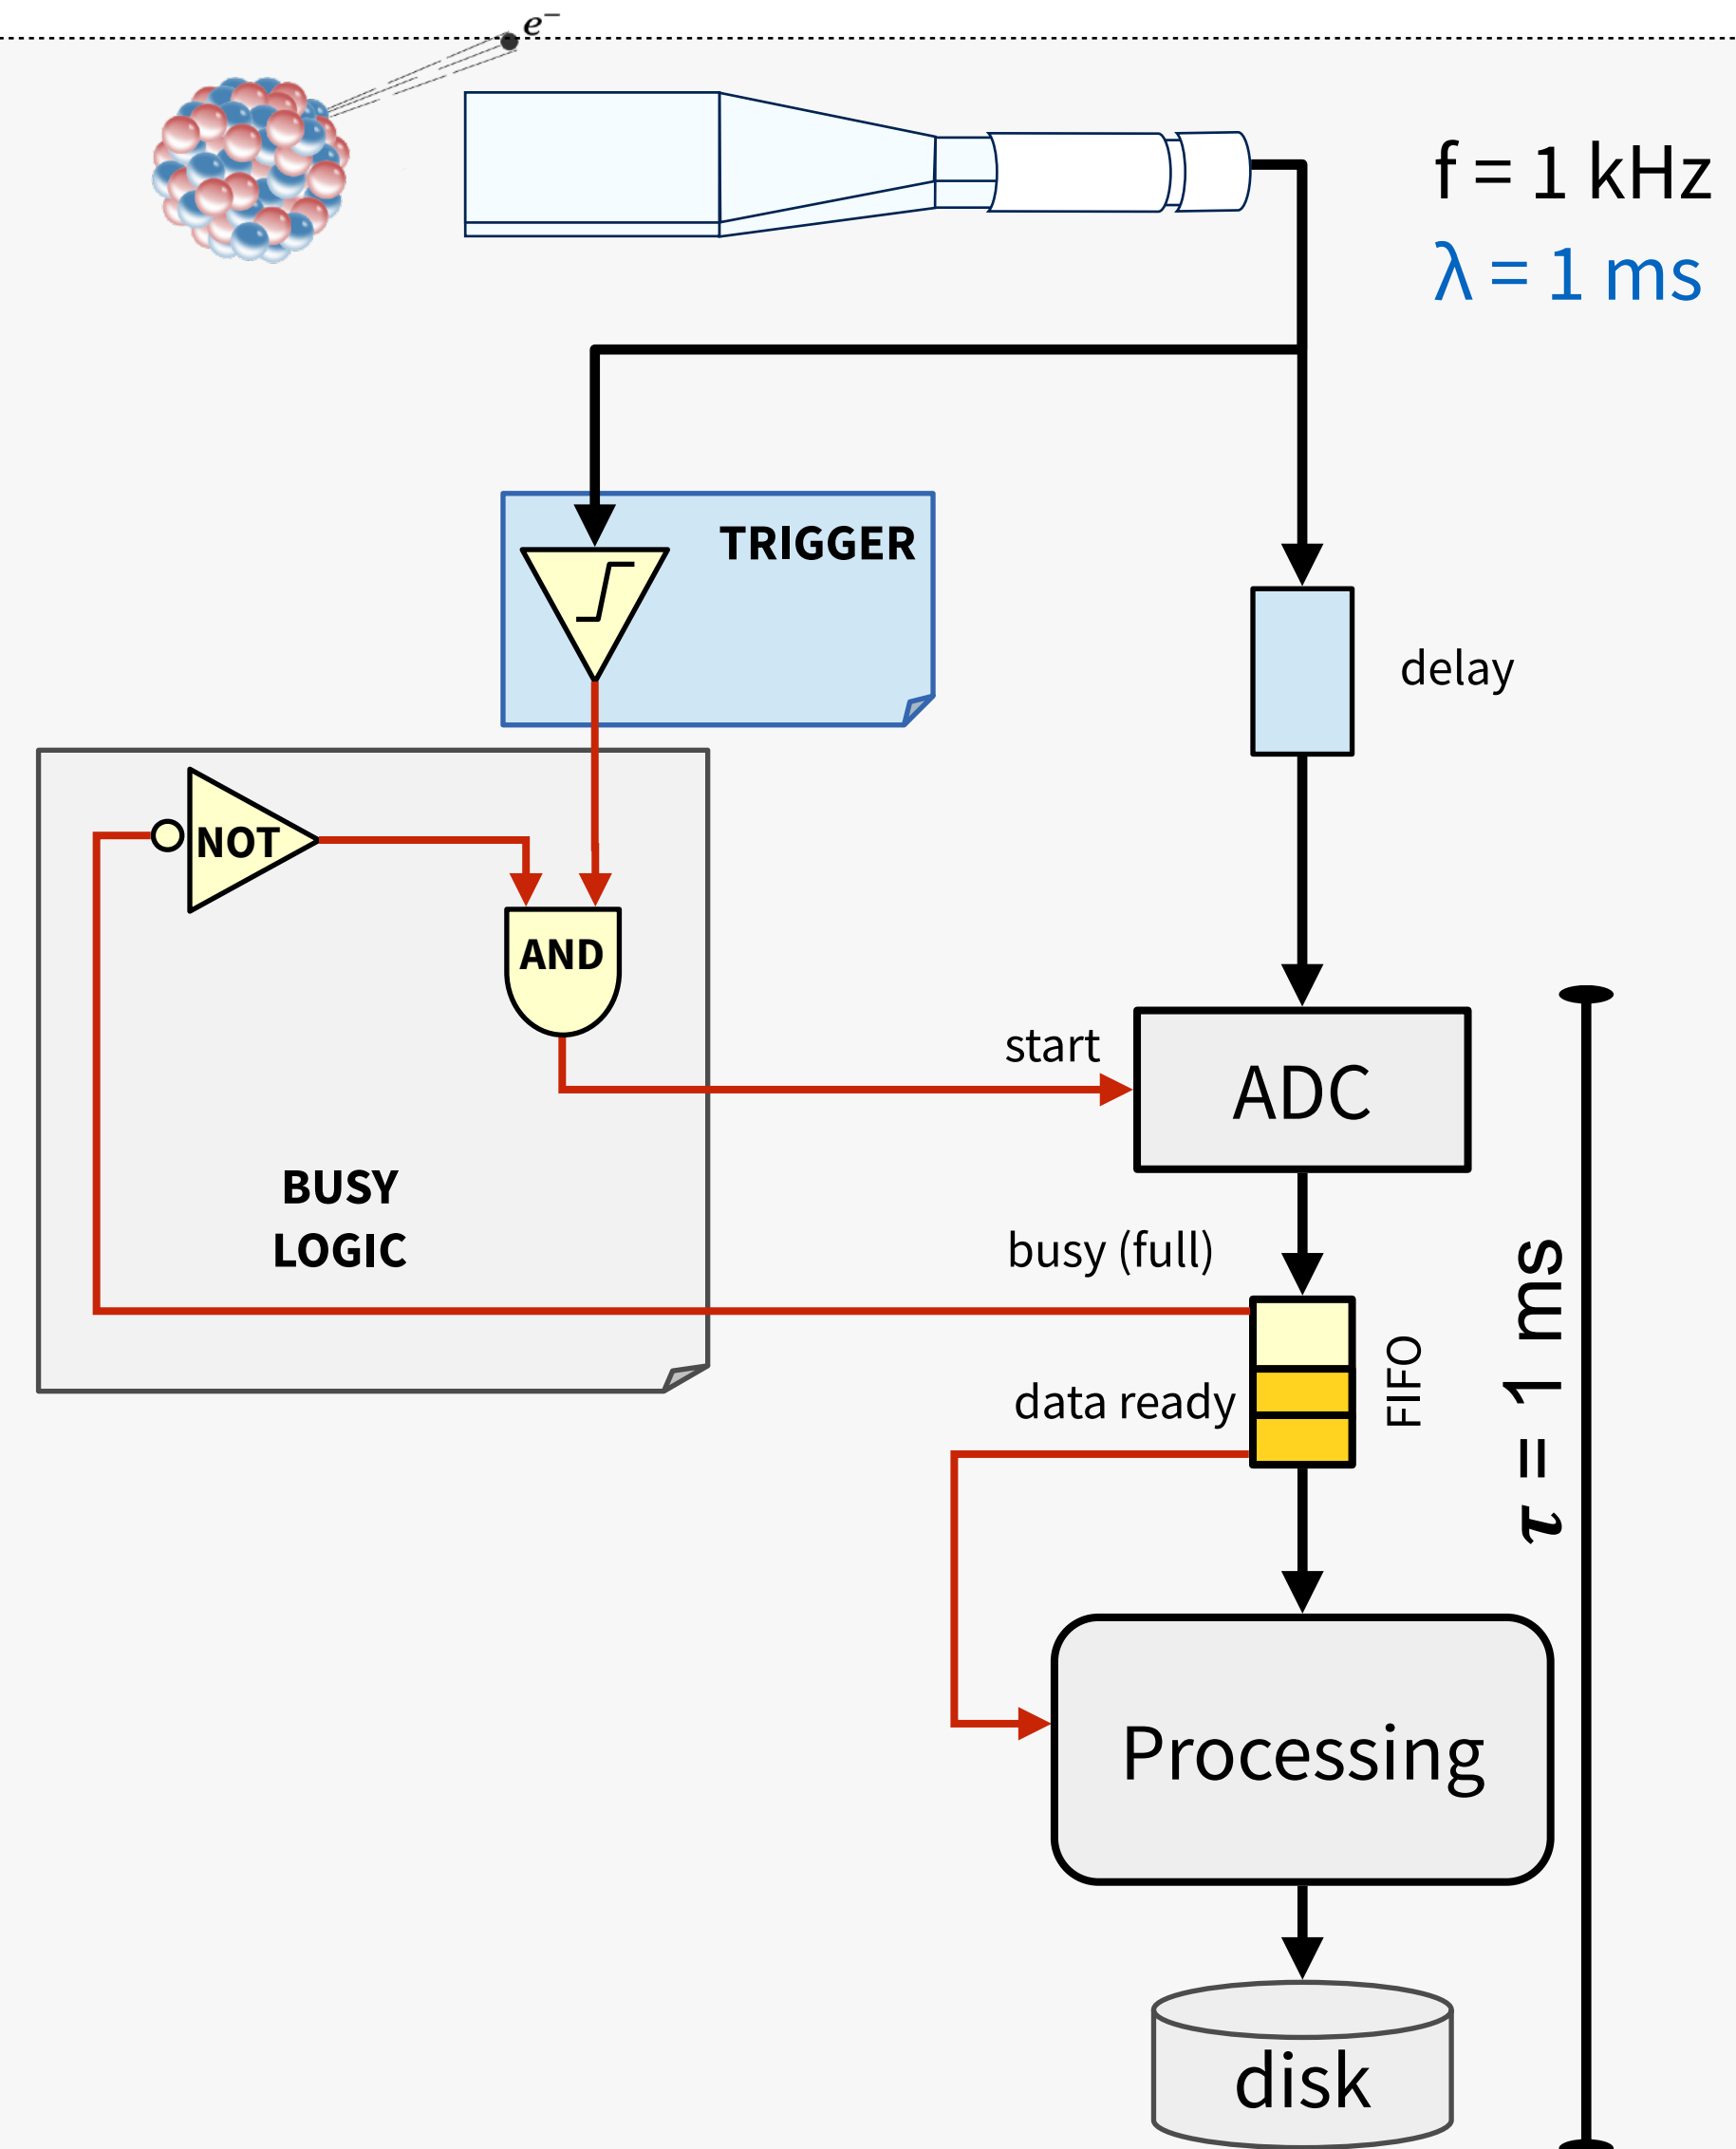 e⁻
f = 1 kHz
λ = 1 ms
TRIGGER
delay
NOT
AND
start
ADC
BUSY
LOGIC
busy (full)
FIFO
data ready
τ = 1 ms
Processing
disk